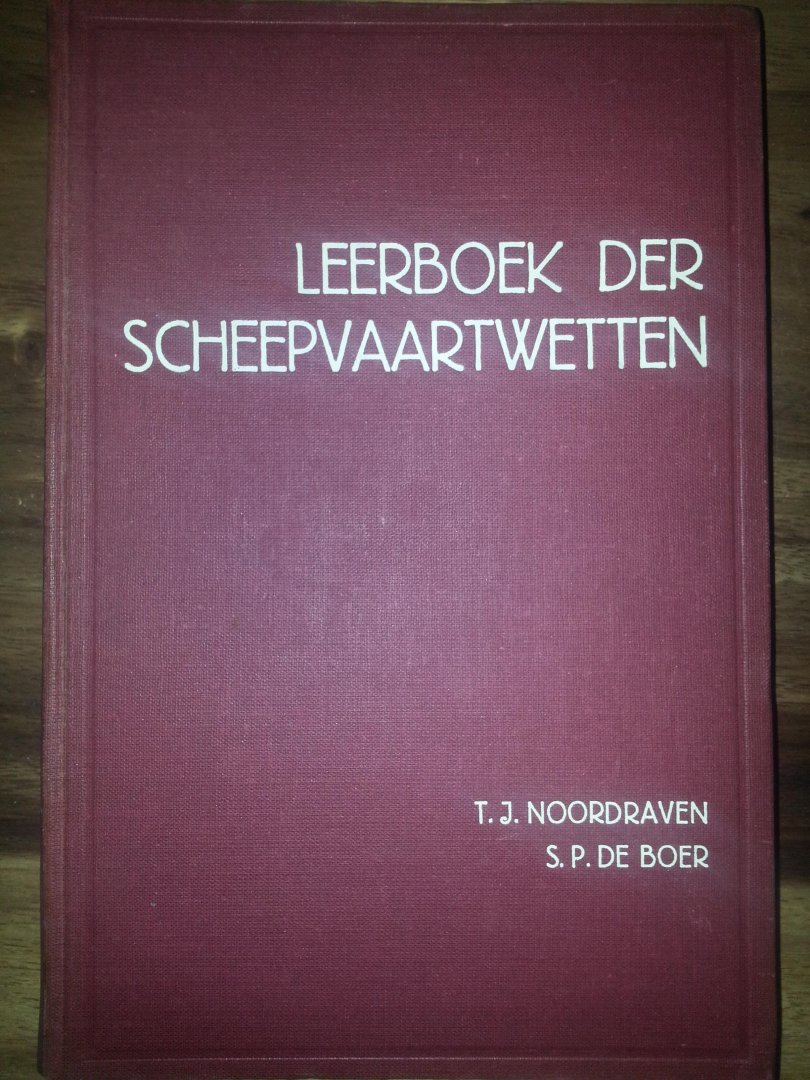 LEERBOEK DER
SCHEEPVAARTWETTEN
T. J. NOORDRAVEN
S. P. DE BOER